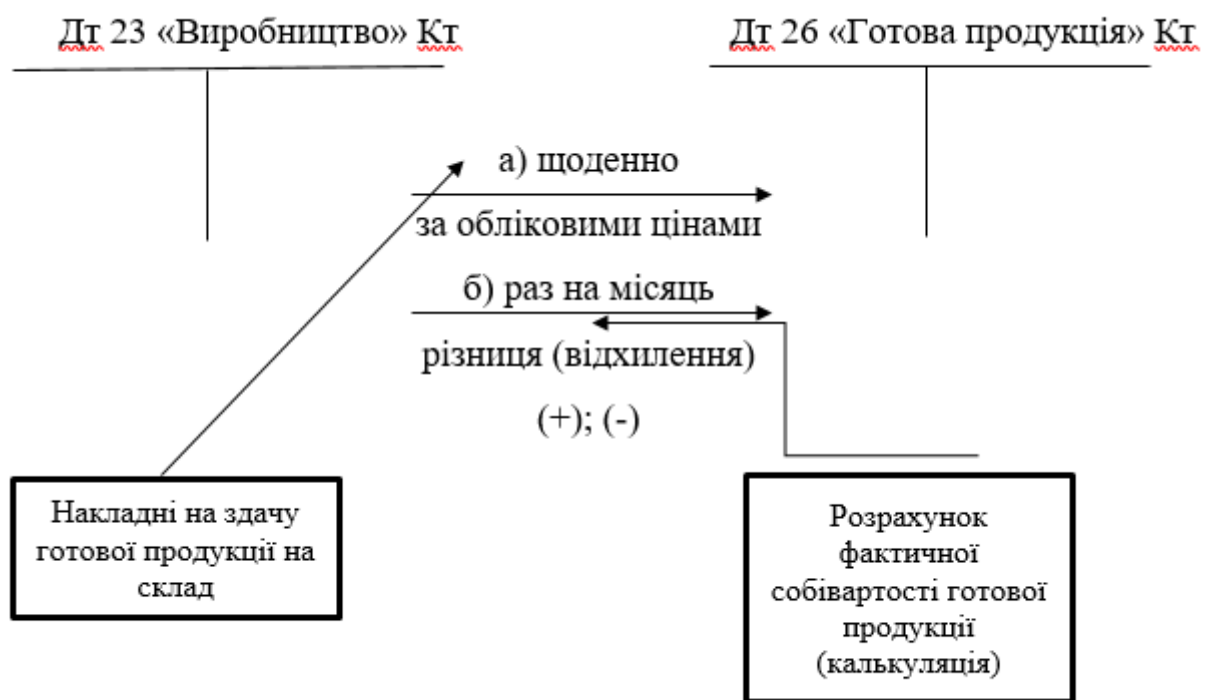 Дт 23 «Виробництво» Кт
Дт 26 «Готова продукція» Кт
а) щоденно
за обліковими цінами
б) раз на місяць
різниця (відхилення)
(+); (-)
Накладні на здачу
готової продукції на
склад
Розрахунок
фактичної
собівартості готової
продукції
(калькуляція)